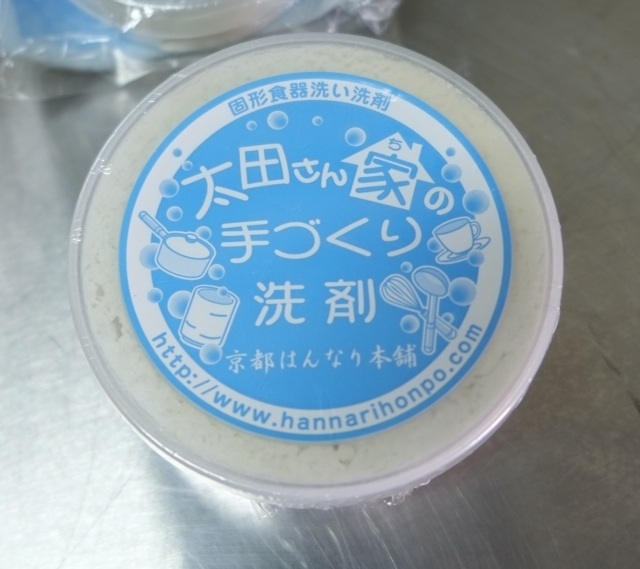 固形食器洗い洗剤
太田さん家の
ち
手づくり
洗剤
京都はんなり本舗
http://www.hannarihonpo.com